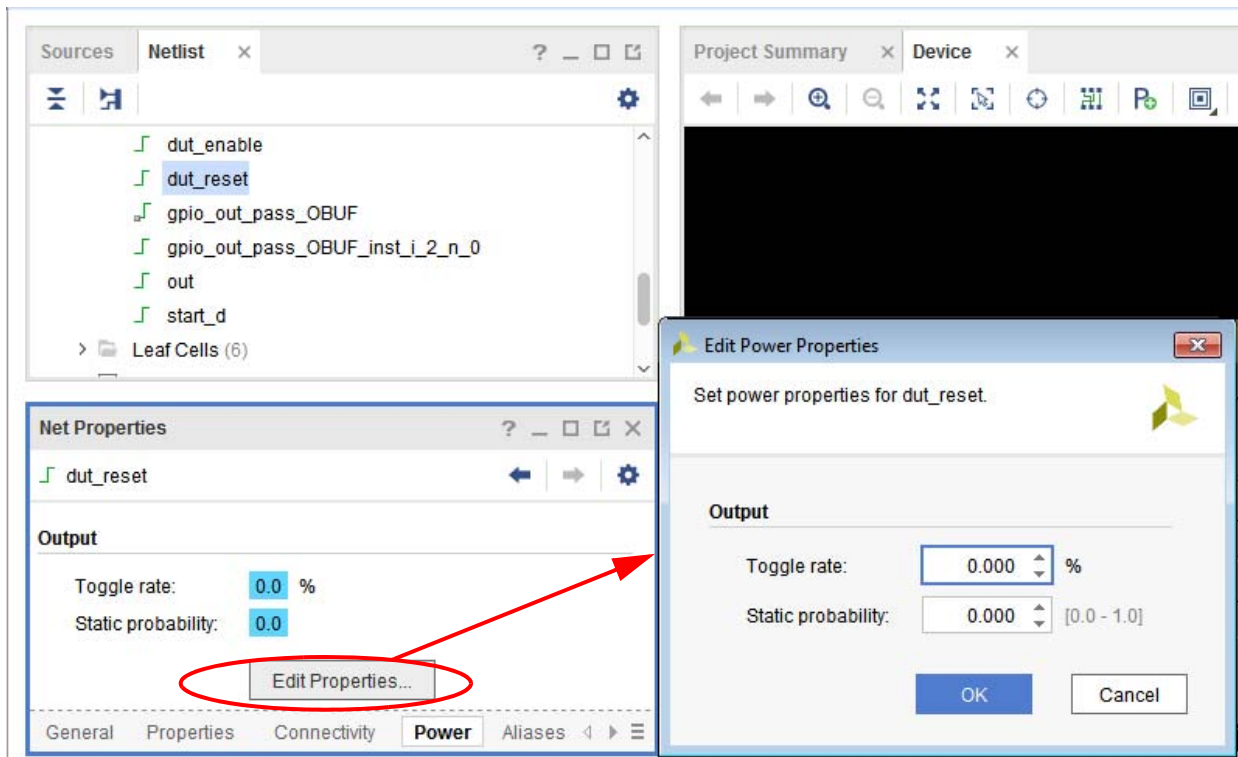 Sources Netlist
Project Summary Device
dut_enable
dut_reset
gpio_out_pass_OBUF
gpio_out_pass_OBUF_inst_i_2_n_0
out
start_d
Leaf Cells (6)
Net Properties
dut_reset
Output
Toggle rate: 0.0 %
Static probability: 0.0
Edit Properties...
General Properties Connectivity Power Aliases
Edit Power Properties
Set power properties for dut_reset.
Output
Toggle rate: 0.000 %
Static probability: 0.000 [0.0 - 1.0]
OK Cancel